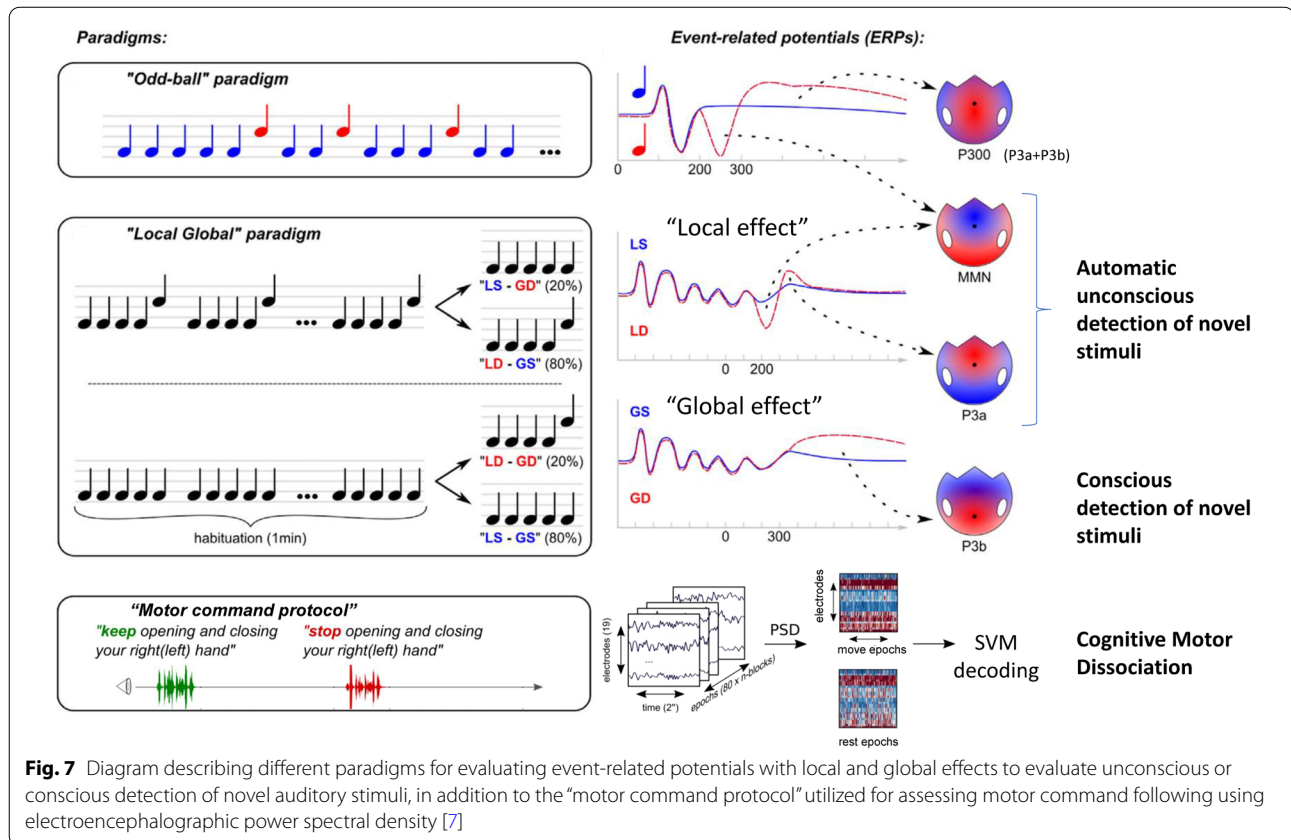 Paradigms:
Event-related potentials (ERPs):
"Odd-ball" paradigm
0
200
300
P300 (P3a+P3b)
"Local Global" paradigm
"LS - GD" (20%)
"LD - GS" (80%)
"LD - GD" (20%)
"LS - GS" (80%)
habituation (1min)
“Local effect”
LS
LD
0 200
MMN
P3a
Automatic
unconscious
detection of novel
stimuli
“Global effect”
GS
GD
0 300
P3b
Conscious
detection of novel
stimuli
“Motor command protocol”
"keep opening and closing
your right(left) hand"
"stop opening and closing
your right(left) hand"
electrodes (19)
...
time (2")
epochs (80 x n-blocks)
PSD
electrodes
move epochs
rest epochs
SVM
decoding
Cognitive Motor
Dissociation
Fig. 7 Diagram describing different paradigms for evaluating event-related potentials with local and global effects to evaluate unconscious or
conscious detection of novel auditory stimuli, in addition to the “motor command protocol” utilized for assessing motor command following using
electroencephalographic power spectral density [7]